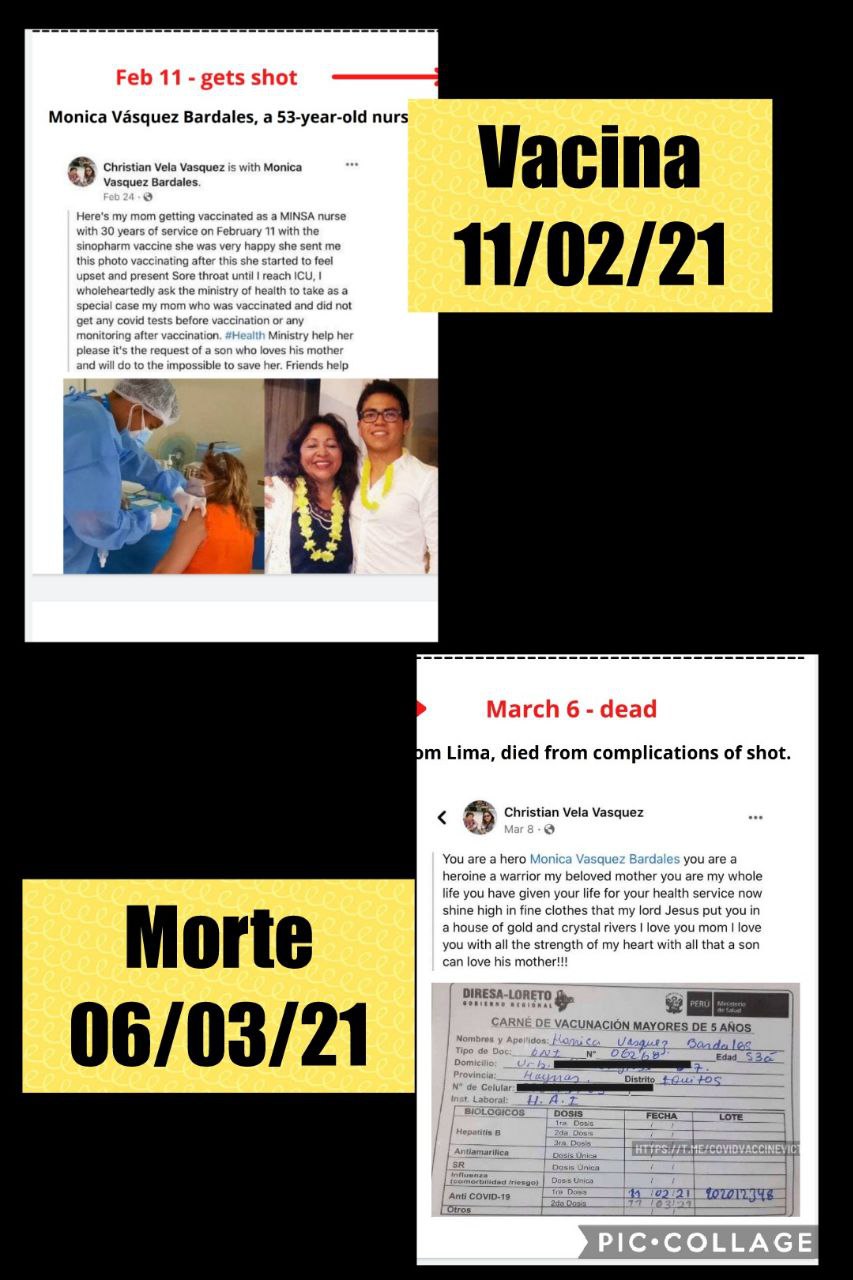 Feb 11 - gets shot
Monica Vásquez Bardales, a 53-year-old nurs
Christian Vela Vasquez is with Monica
Vasquez Bardales.
Feb 24 ·
Here's my mom getting vaccinated as a MINSA nurse
with 30 years of service on February 11 with the
sinopharm vaccine she was very happy she sent me
this photo vaccinating after this she started to feel
upset and present Sore throat until I reach ICU, I
wholeheartedly ask the ministry of health to take as a
special case my mom who was vaccinated and did not
get any covid tests before vaccination or any
monitoring after vaccination. #Health Ministry help her
please it's the request of a son who loves his mother
and will do to the impossible to save her. Friends help
Vacina
11/02/21
March 6 - dead
om Lima, died from complications of shot.
Christian Vela Vasquez
Mar 8 ·
You are a hero Monica Vasquez Bardales you are a
heroine a warrior my beloved mother you are my whole
life you have given your life for your health service now
shine high in fine clothes that my lord Jesus put you in
a house of gold and crystal rivers I love you mom I love
you with all the strength of my heart with all that a son
can love his mother!!!
Morte
06/03/21
DIRESA-LORETO
GOBIERNO REGIONAL
PERÚ Ministerio
de Salud
CARNÉ DE VACUNACIÓN MAYORES DE 5 AÑOS
Nombres y Apellidos: Monica Vasquez Bardales
Tipo de Doc: DNI N° Edad 53a
Domicilio: Urb.
Provincia: Maynas Distrito Iquitos
N° de Celular:
Inst. Laboral: H.A.I
BIOLOGICOS DOSIS FECHA LOTE
Hepatitis B 1ra. Dosis / /
2da. Dosis / /
3ra. Dosis
Antiamarilica Dosis Única
HTTPS://T.ME/COVIDVACCINEVICT
SR Dosis Única / /
Influenza
(comorbilidad /riesgo) Dosis Unica / /
Anti COVID-19 1ra. Dosis 11/02/21 202012348
2da Dosis 11/03/21
Otros
PIC•COLLAGE